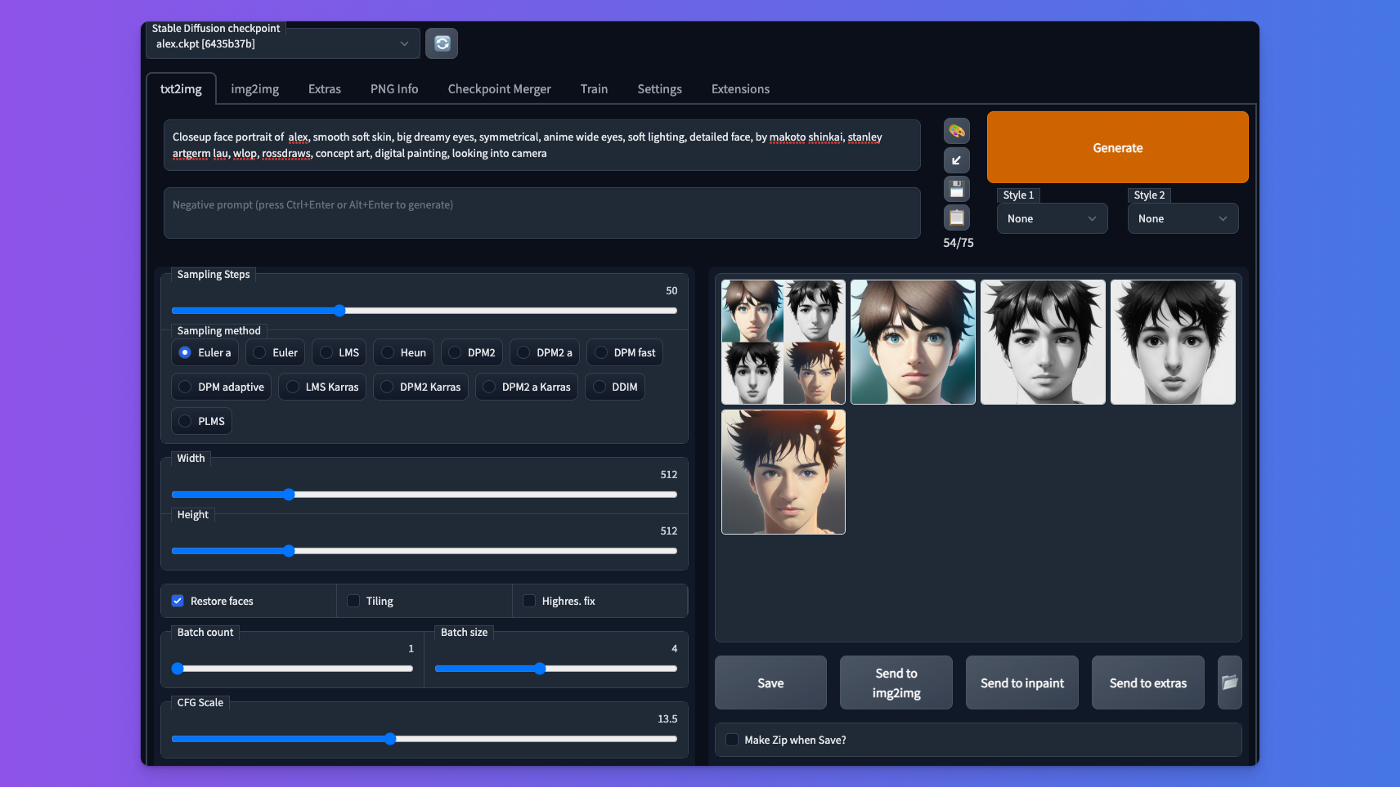 Stable Diffusion checkpoint
alex.ckpt [6435b37b]
txt2img
img2img
Extras
PNG Info
Checkpoint Merger
Train
Settings
Extensions
Closeup face portrait of alex, smooth soft skin, big dreamy eyes, symmetrical, anime wide eyes, soft lighting, detailed face, by makoto shinkai, stanley
artgerm lau, wlop, rossdraws, concept art, digital painting, looking into camera
Negative prompt (press Ctrl+Enter or Alt+Enter to generate)
54/75
Generate
Style 1
None
Style 2
None
Sampling Steps
50
Sampling method
Euler a
Euler
LMS
Heun
DPM2
DPM2 a
DPM fast
DPM adaptive
LMS Karras
DPM2 Karras
DPM2 a Karras
DDIM
PLMS
Width
512
Height
512
Restore faces
Tiling
Highres. fix
Batch count
1
Batch size
4
CFG Scale
13.5
Save
Send to
img2img
Send to inpaint
Send to extras
Make Zip when Save?